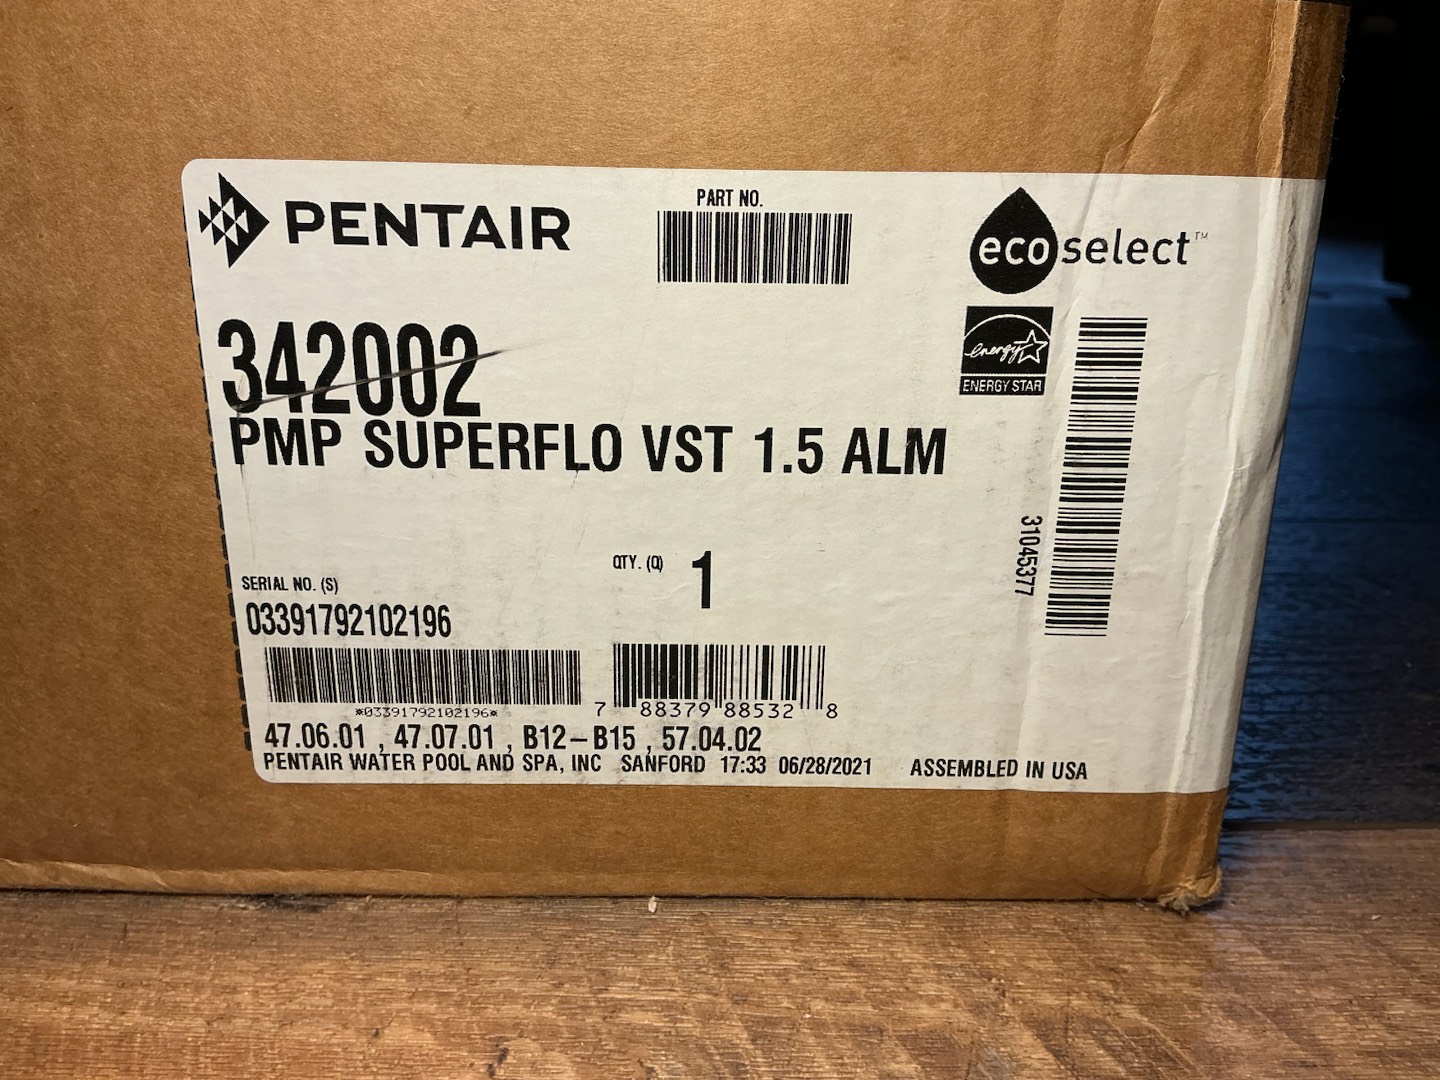 PENTAIR
PART NO.
ecoselect™
342002
energy
ENERGY STAR
PMP SUPERFLO VST 1.5 ALM
31045377
QTY. (Q) 1
SERIAL NO. (S)
03391792102196
*03391792102196*
7 88379 88532 8
47.06.01 , 47.07.01 , B12-B15 , 57.04.02
PENTAIR WATER POOL AND SPA, INC SANFORD 17:33 06/28/2021 ASSEMBLED IN USA